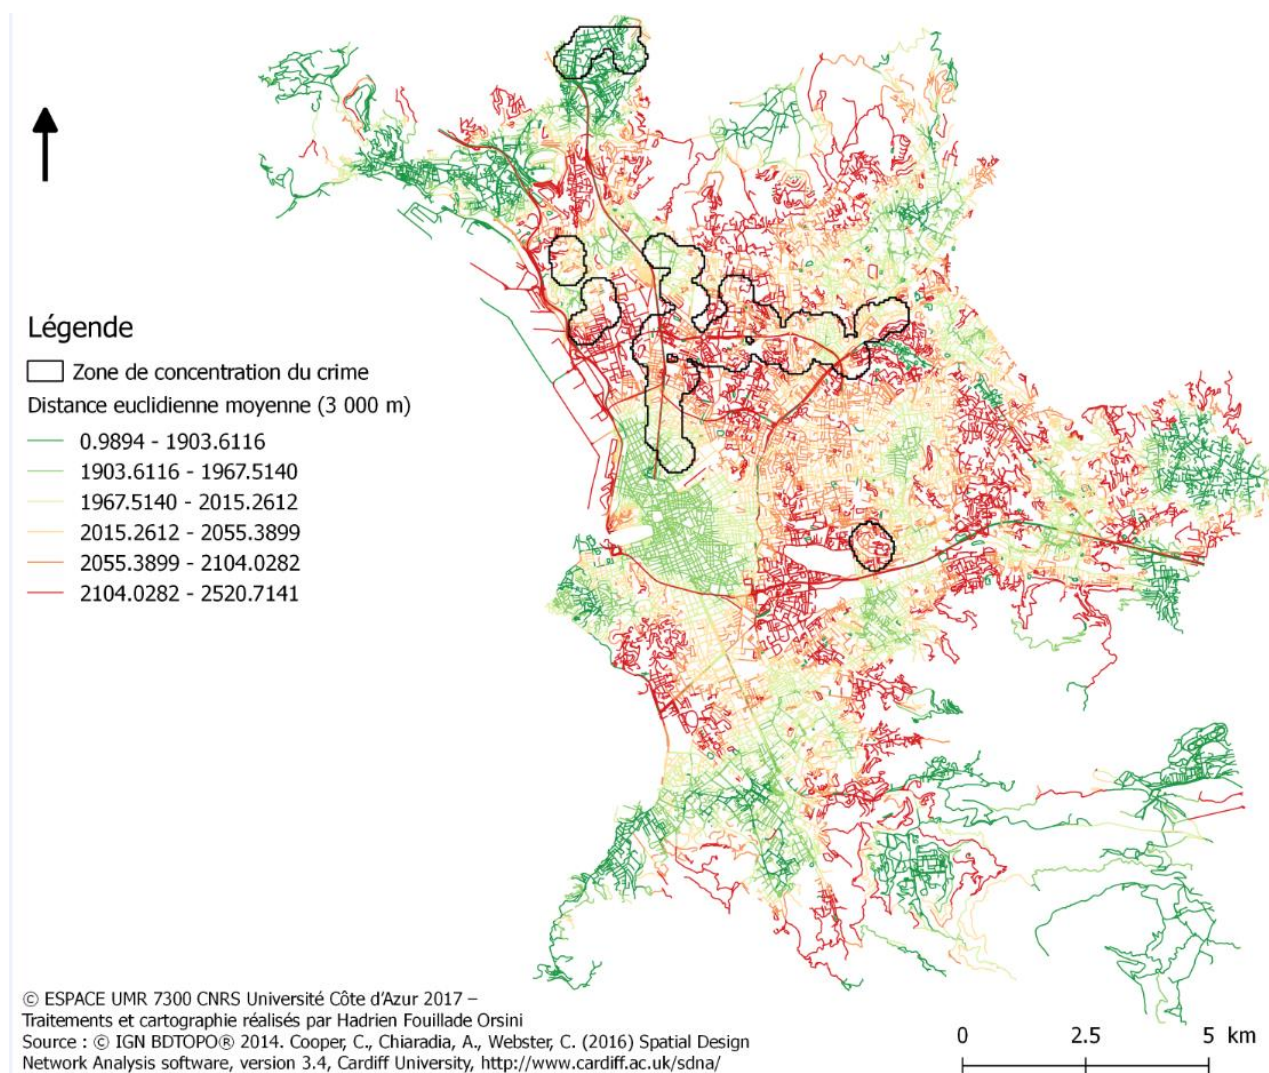 Légende
Zone de concentration du crime
Distance euclidienne moyenne (3 000 m)
0.9894 - 1903.6116
1903.6116 - 1967.5140
1967.5140 - 2015.2612
2015.2612 - 2055.3899
2055.3899 - 2104.0282
2104.0282 - 2520.7141
© ESPACE UMR 7300 CNRS Université Côte d'Azur 2017 –
Traitements et cartographie réalisés par Hadrien Fouillade Orsini
Source : © IGN BDTOPO® 2014. Cooper, C., Chiaradia, A., Webster, C. (2016) Spatial Design
Network Analysis software, version 3.4, Cardiff University, http://www.cardiff.ac.uk/sdna/
0 2.5 5 km